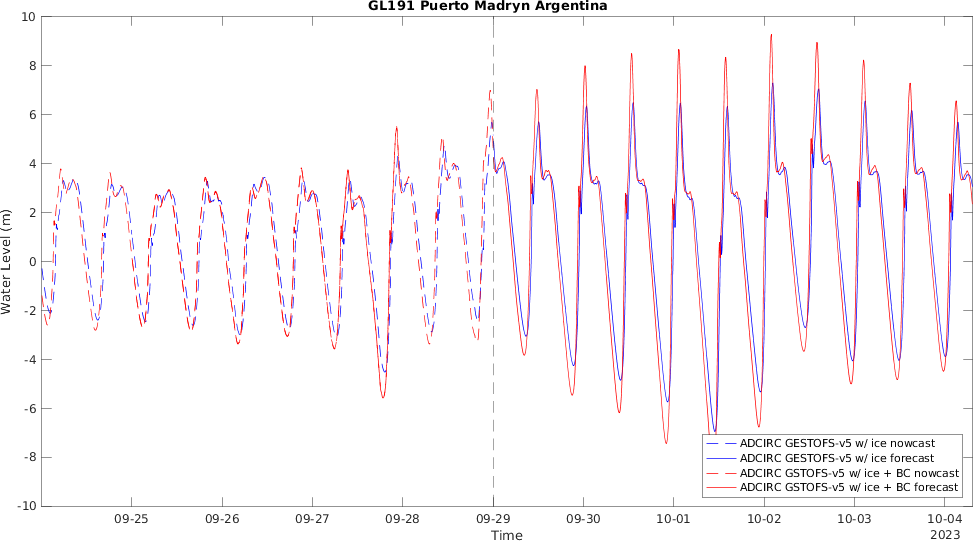 GL191 Puerto Madryn Argentina
Water Level (m)
10
8
6
4
2
0
-2
-4
-6
-8
-10
ADCIRC GESTOFS-v5 w/ ice nowcast
ADCIRC GESTOFS-v5 w/ ice forecast
ADCIRC GSTOFS-v5 w/ ice + BC nowcast
ADCIRC GSTOFS-v5 w/ ice + BC forecast
09-25 09-26 09-27 09-28 09-29 09-30 10-01 10-02 10-03 10-04
Time
2023